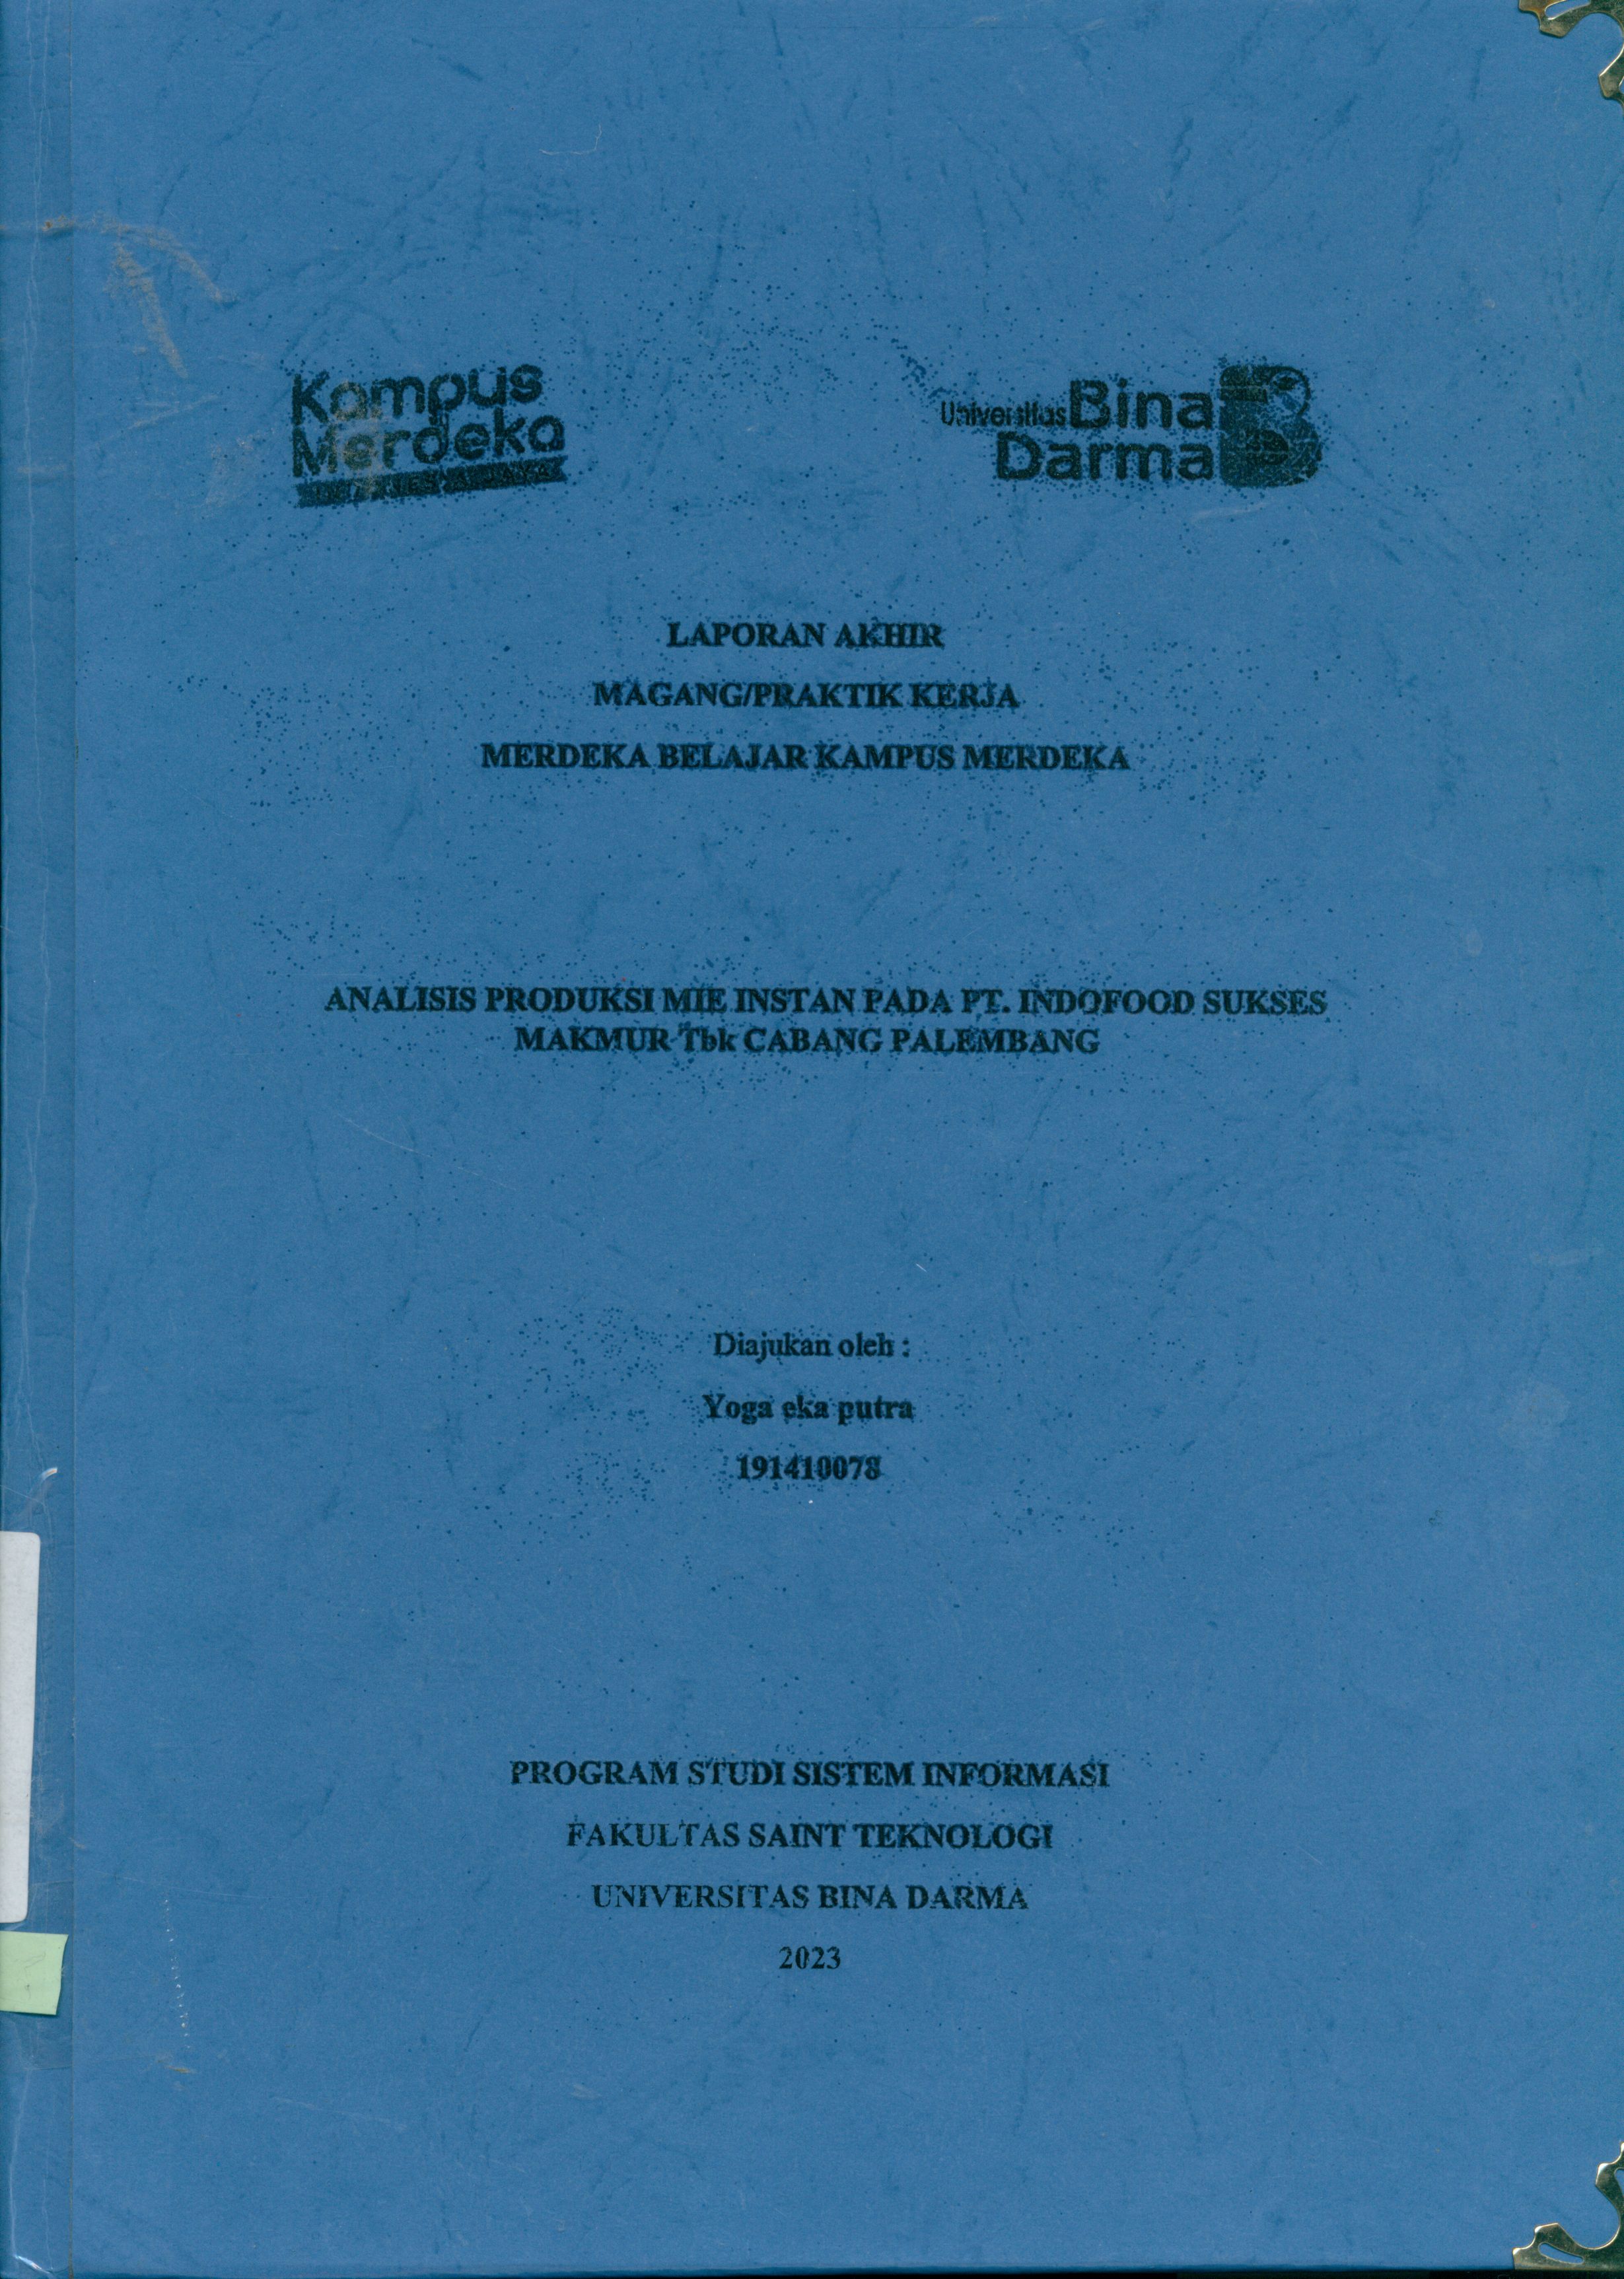 Kampus
Merdeka
INDONESIA JAYA
Universitas Bina
Darma
LAPORAN AKHIR
MAGANG/PRAKTIK KERJA
MERDEKA BELAJAR KAMPUS MERDEKA
ANALISIS PRODUKSI MIE INSTAN PADA PT. INDOFOOD SUKSES
MAKMUR Tbk CABANG PALEMBANG
Diajukan oleh :
Yoga eka putra
191410078
PROGRAM STUDI SISTEM INFORMASI
FAKULTAS SAINT TEKNOLOGI
UNIVERSITAS BINA DARMA
2023